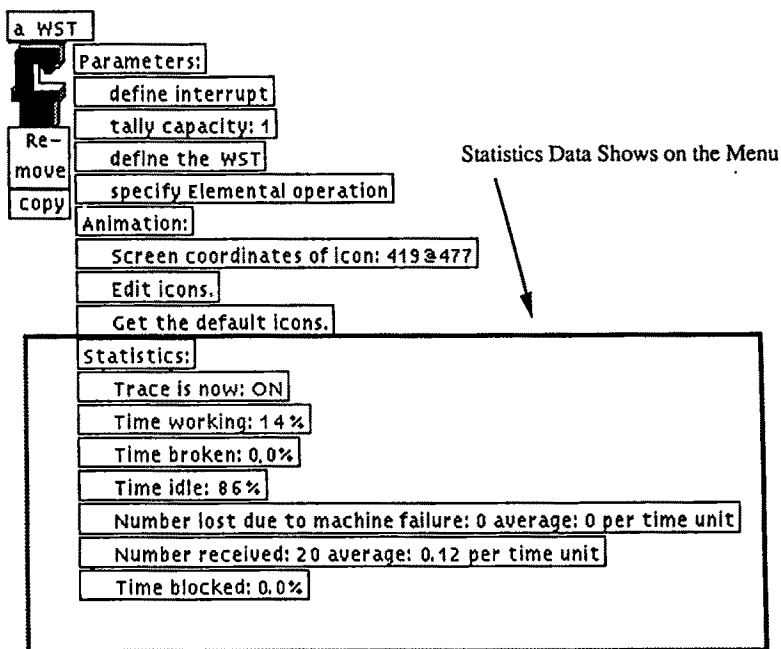 a WST
Parameters:
define interrupt
tally capacity: 1
Re-
move
define the WST
specify Elemental operation
copy
Statistics Data Shows on the Menu
Animation:
Screen coordinates of icon: 419@477
Edit icons.
Get the default icons.
Statistics:
Trace is now: ON
Time working: 14%
Time broken: 0.0%
Time idle: 86%
Number lost due to machine failure: 0 average: 0 per time unit
Number received: 20 average: 0.12 per time unit
Time blocked: 0.0%